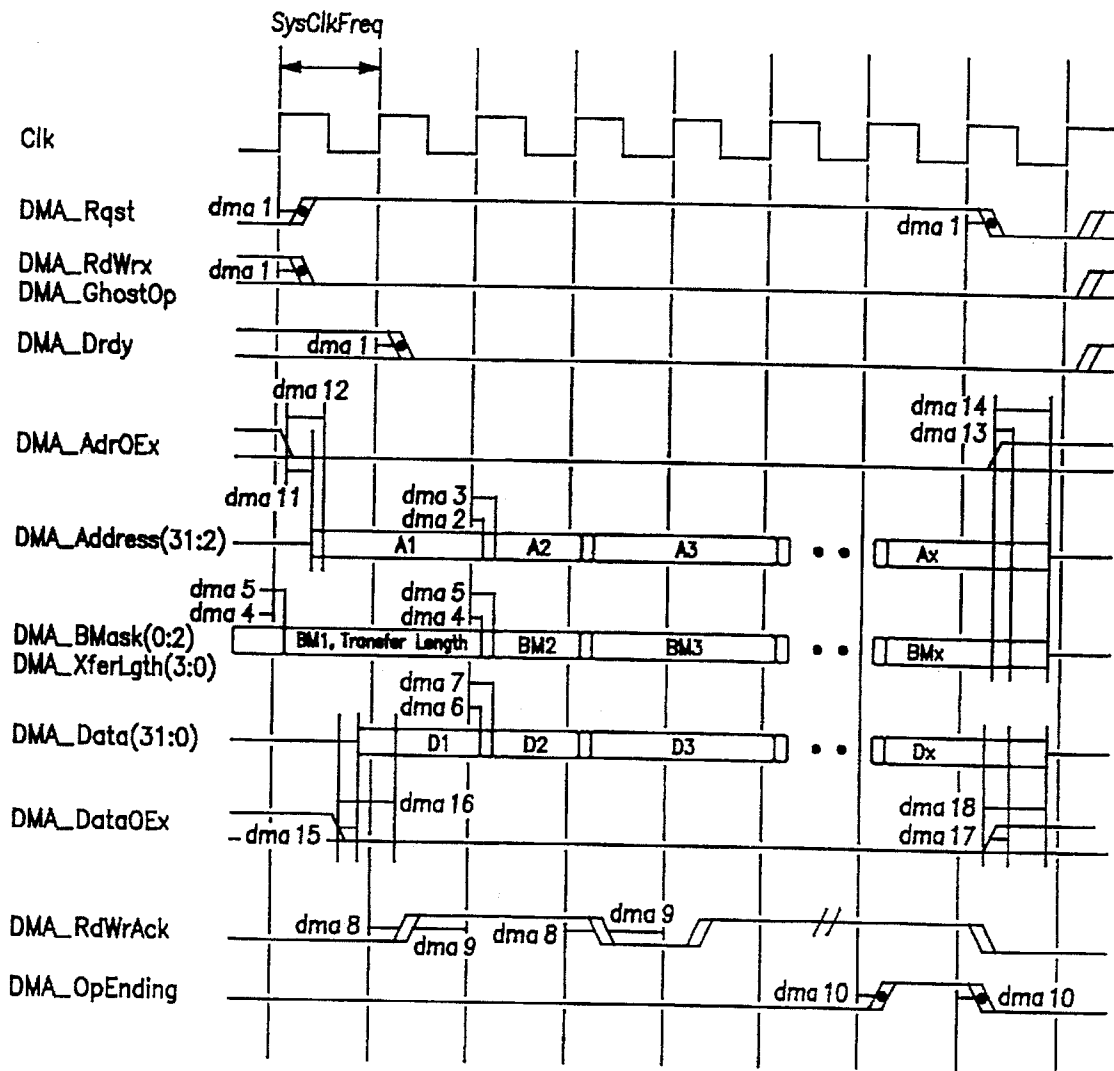 SysClkFreq
Clk
DMA_Rqst
dma 1
dma 1
DMA_RdWrx
dma 1
DMA_GhostOp
DMA_Drdy
dma 1
dma 12
dma 14
dma 13
DMA_AdrOEx
dma 11
dma 3
dma 2
DMA_Address(31:2)
A1
A2
A3
Ax
dma 5
dma 5
dma 4
dma 4
DMA_BMask(0:2)
BM1, Transfer Length
BM2
BM3
BMx
DMA_XferLgth(3:0)
dma 7
dma 6
DMA_Data(31:0)
D1
D2
D3
Dx
dma 16
dma 18
DMA_DataOEx
dma 15
dma 17
DMA_RdWrAck
dma 8
dma 9
dma 8
dma 9
DMA_OpEnding
dma 10
dma 10